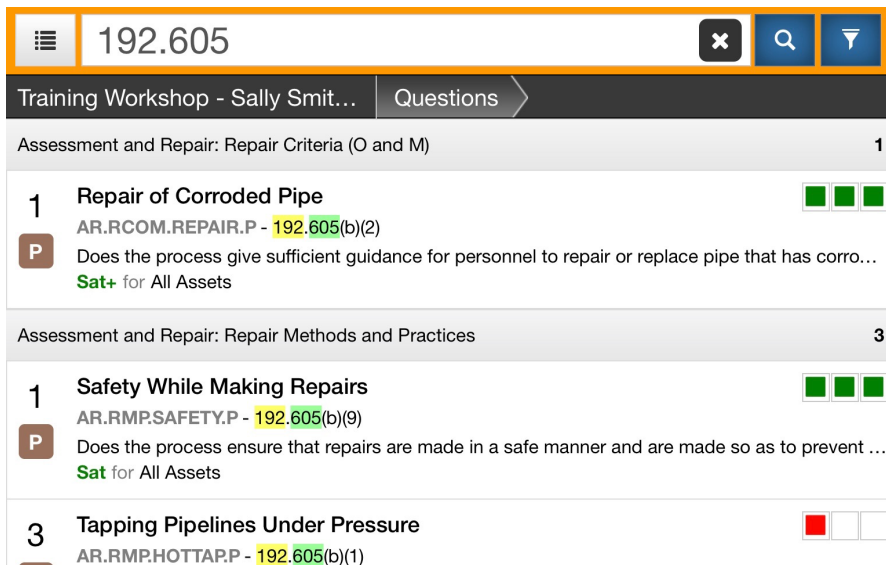 192.605
Training Workshop - Sally Smit... Questions
Assessment and Repair: Repair Criteria (O and M) 1
1 Repair of Corroded Pipe
AR.RCOM.REPAIR.P - 192.605(b)(2)
P
Does the process give sufficient guidance for personnel to repair or replace pipe that has corro...
Sat+ for All Assets
Assessment and Repair: Repair Methods and Practices 3
1 Safety While Making Repairs
AR.RMP.SAFETY.P - 192.605(b)(9)
P
Does the process ensure that repairs are made in a safe manner and are made so as to prevent ...
Sat for All Assets
3 Tapping Pipelines Under Pressure
AR.RMP.HOTTAP.P - 192.605(b)(1)